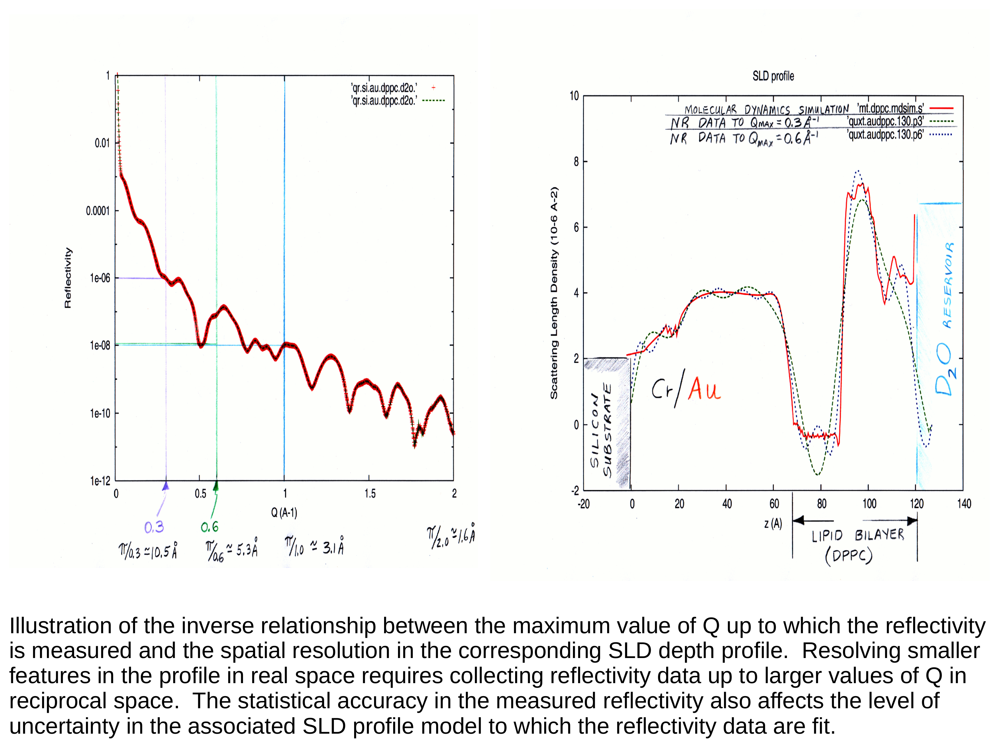 1
0.01
0.0001
1e-06
1e-08
1e-10
1e-12
Reflectivity
'qr.si.au.dppc.d2o.'
'qr.si.au.dppc.d2o.'
0 0.5 1 1.5 2
Q (A-1)
0.3 0.6
π/0.3 ≃ 10.5 Å π/0.6 ≃ 5.3 Å π/1.0 ≃ 3.1 Å π/2.0 ≃ 1.6 Å
SLD profile
10
8
6
4
2
0
-2
Scattering Length Density (10-6 A-2)
MOLECULAR DYNAMICS SIMULATION 'mt.dppc.mdsim.s'
NR DATA TO QMAX = 0.3 Å-1 'quxt.audppc.130.p3'
NR DATA TO QMAX = 0.6 Å-1 'quxt.audppc.130.p6'
SILICON
SUBSTRATE
Cr/Au
D2O RESERVOIR
-20 0 20 40 60 80 100 120 140
z (A)
LIPID BILAYER
(DPPC)
Illustration of the inverse relationship between the maximum value of Q up to which the reflectivity
is measured and the spatial resolution in the corresponding SLD depth profile. Resolving smaller
features in the profile in real space requires collecting reflectivity data up to larger values of Q in
reciprocal space. The statistical accuracy in the measured reflectivity also affects the level of
uncertainty in the associated SLD profile model to which the reflectivity data are fit.